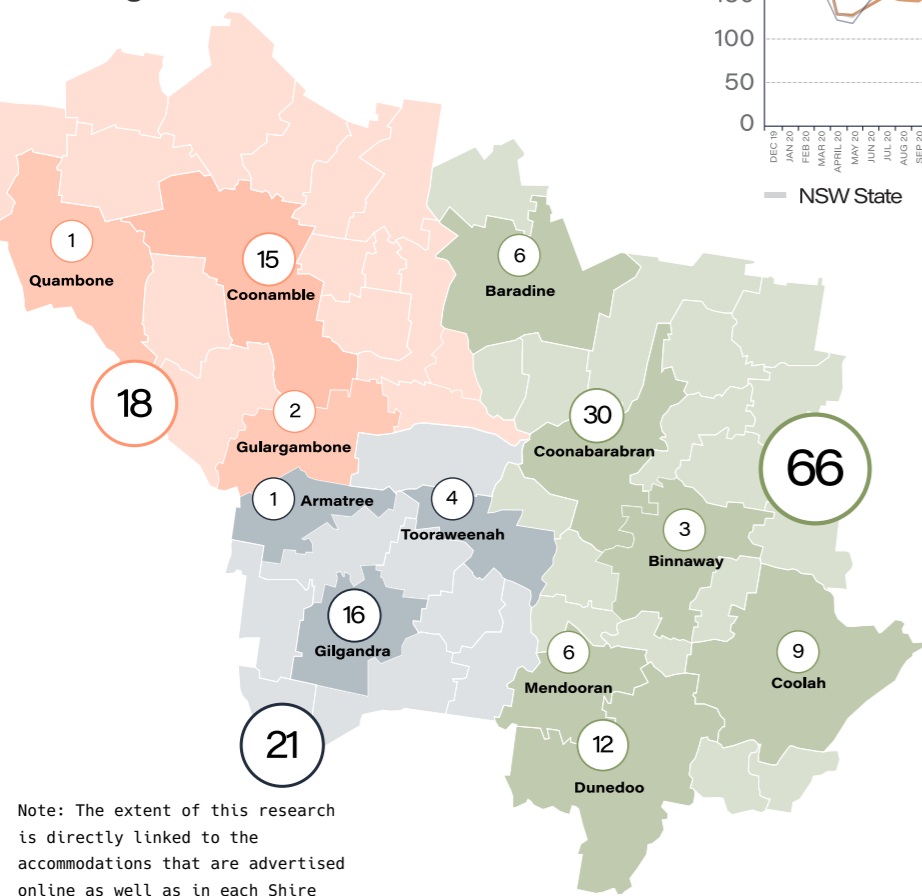 100
50
0
DEC 19
JAN 20
FEB 20
MAR 20
APRIL 20
MAY 20
JUN 20
JUL 20
AUG 20
SEP 20
NSW State
1
Quambone
15
Coonamble
6
Baradine
18
2
Gulargambone
30
Coonabarabran
66
1
Armatree
4
Tooraweenah
3
Binnaway
16
Gilgandra
6
Mendooran
9
Coolah
21
12
Dunedoo
Note: The extent of this research
is directly linked to the
accommodations that are advertised
online as well as in each Shire